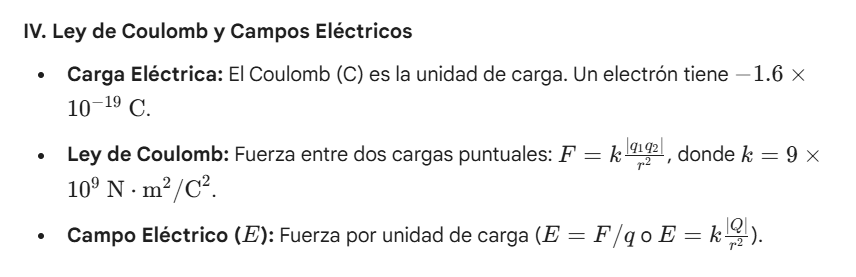 IV. Ley de Coulomb y Campos Eléctricos
• Carga Eléctrica: El Coulomb (C) es la unidad de carga. Un electrón tiene −1.6 ×
10⁻¹⁹ C.
• Ley de Coulomb: Fuerza entre dos cargas puntuales: F = k|q₁q₂|/r², donde k = 9 ×
10⁹ N · m²/C².
• Campo Eléctrico (E): Fuerza por unidad de carga (E = F/q o E = k|Q|/r²).